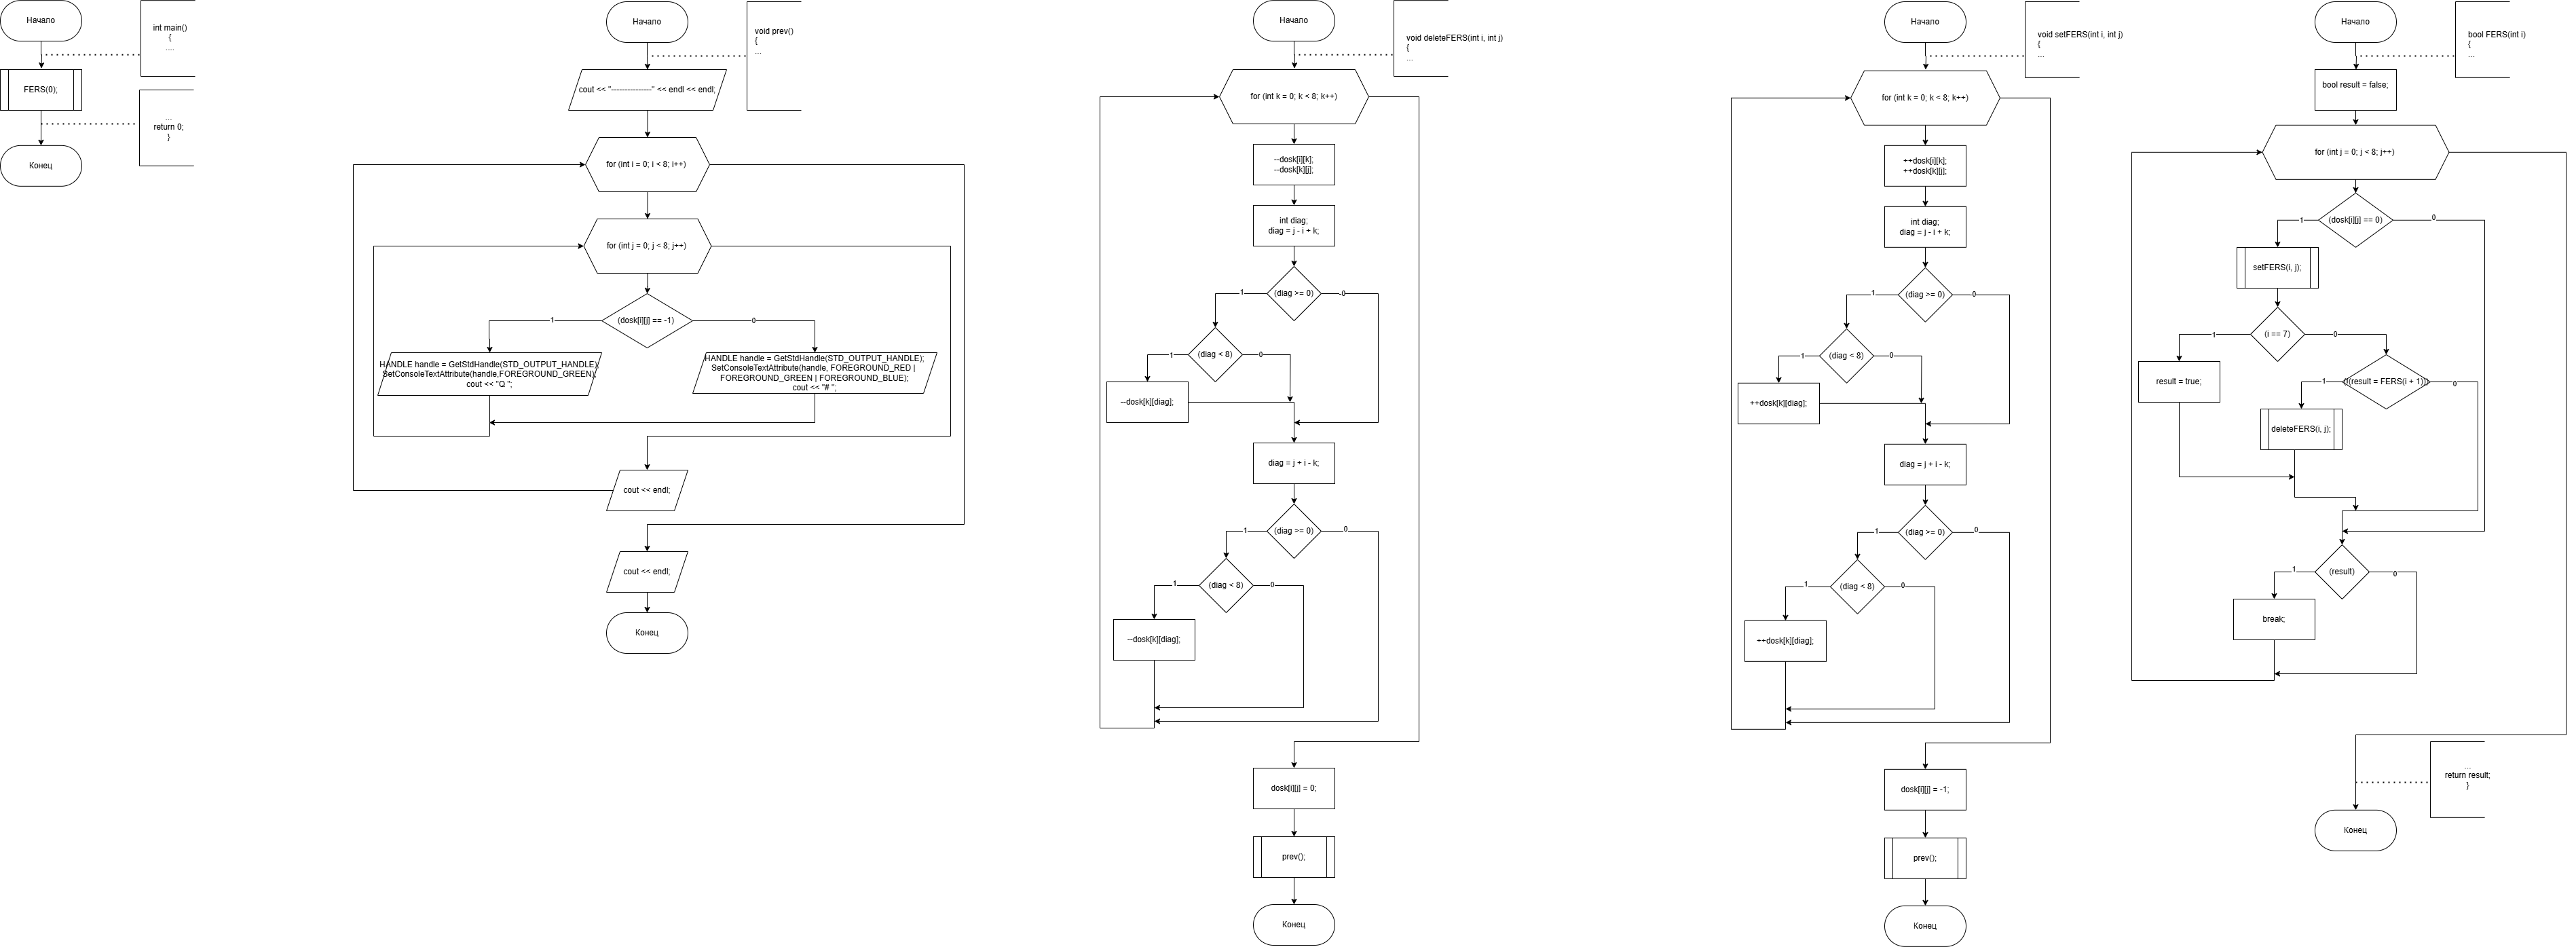 Начало
int main()
{
....
FERS(0);
...
return 0;
}
Конец
Начало
void prev()
{
...
cout << "---------------" << endl << endl;
for (int i = 0; i < 8; i++)
for (int j = 0; j < 8; j++)
(dosk[i][j] == -1)
1
0
HANDLE handle = GetStdHandle(STD_OUTPUT_HANDLE);
SetConsoleTextAttribute(handle,FOREGROUND_GREEN);
cout << "Q ";
HANDLE handle = GetStdHandle(STD_OUTPUT_HANDLE);
SetConsoleTextAttribute(handle, FOREGROUND_RED |
FOREGROUND_GREEN | FOREGROUND_BLUE);
cout << "# ";
cout << endl;
cout << endl;
Конец
Начало
void deleteFERS(int i, int j)
{
...
for (int k = 0; k < 8; k++)
--dosk[i][k];
--dosk[k][j];
int diag;
diag = j - i + k;
(diag >= 0)
1
0
(diag < 8)
1
0
--dosk[k][diag];
diag = j + i - k;
(diag >= 0)
1
0
(diag < 8)
1
0
--dosk[k][diag];
dosk[i][j] = 0;
prev();
Конец
Начало
void setFERS(int i, int j)
{
...
for (int k = 0; k < 8; k++)
++dosk[i][k];
++dosk[k][j];
int diag;
diag = j - i + k;
(diag >= 0)
1
0
(diag < 8)
1
0
++dosk[k][diag];
diag = j + i - k;
(diag >= 0)
1
0
(diag < 8)
1
0
++dosk[k][diag];
dosk[i][j] = -1;
prev();
Конец
Начало
bool FERS(int i)
{
...
bool result = false;
for (int j = 0; j < 8; j++)
(dosk[i][j] == 0)
1
0
setFERS(i, j);
(i == 7)
1
0
result = true;
(!(result = FERS(i + 1)))
1
0
deleteFERS(i, j);
(result)
1
0
break;
...
return result;
}
Конец